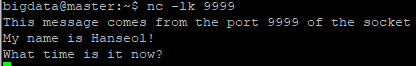 bigdata@master:~$ nc -lk 9999
This message comes from the port 9999 of the socket
My name is Hanseol!
What time is it now?